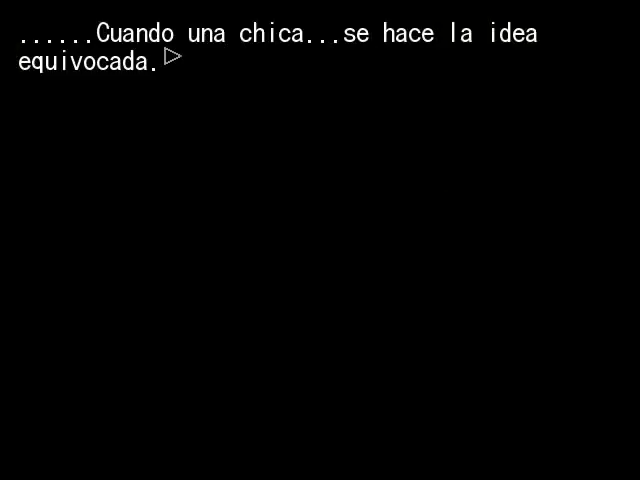 ......Cuando una chica...se hace la idea
equivocada.